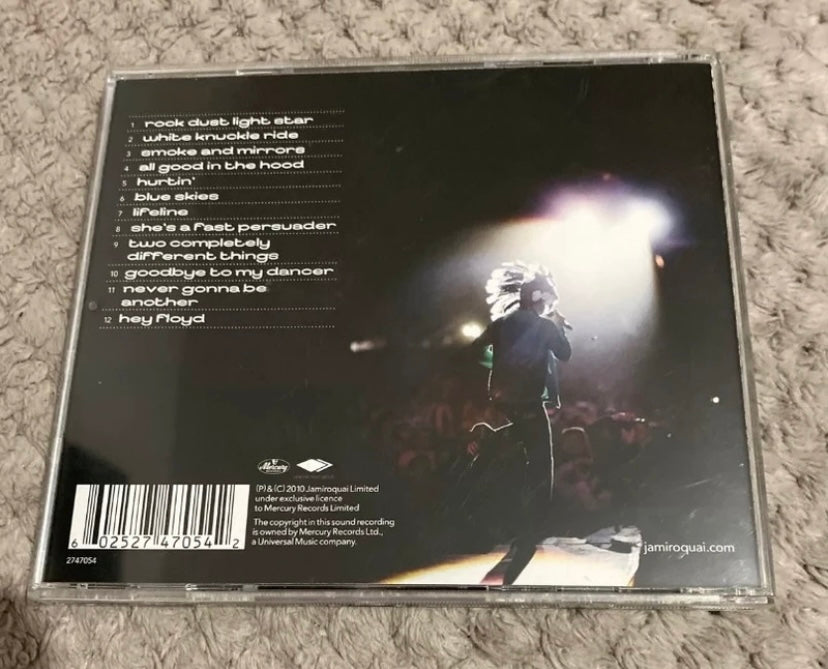 1 rock dust light star
2 white knuckle ride
3 smoke and mirrors
4 all good in the hood
5 hurtin'
6 blue skies
7 lifeline
8 she's a fast persuader
9 two completely
different things
10 goodbye to my dancer
11 never gonna be
another
12 hey floyd
Mercury
(P) & (C) 2010 Jamiroquai Limited
under exclusive licence
to Mercury Records Limited
The copyright in this sound recording
is owned by Mercury Records Ltd.,
a Universal Music company.
6 02527 47054 2
2747054
jamiroquai.com